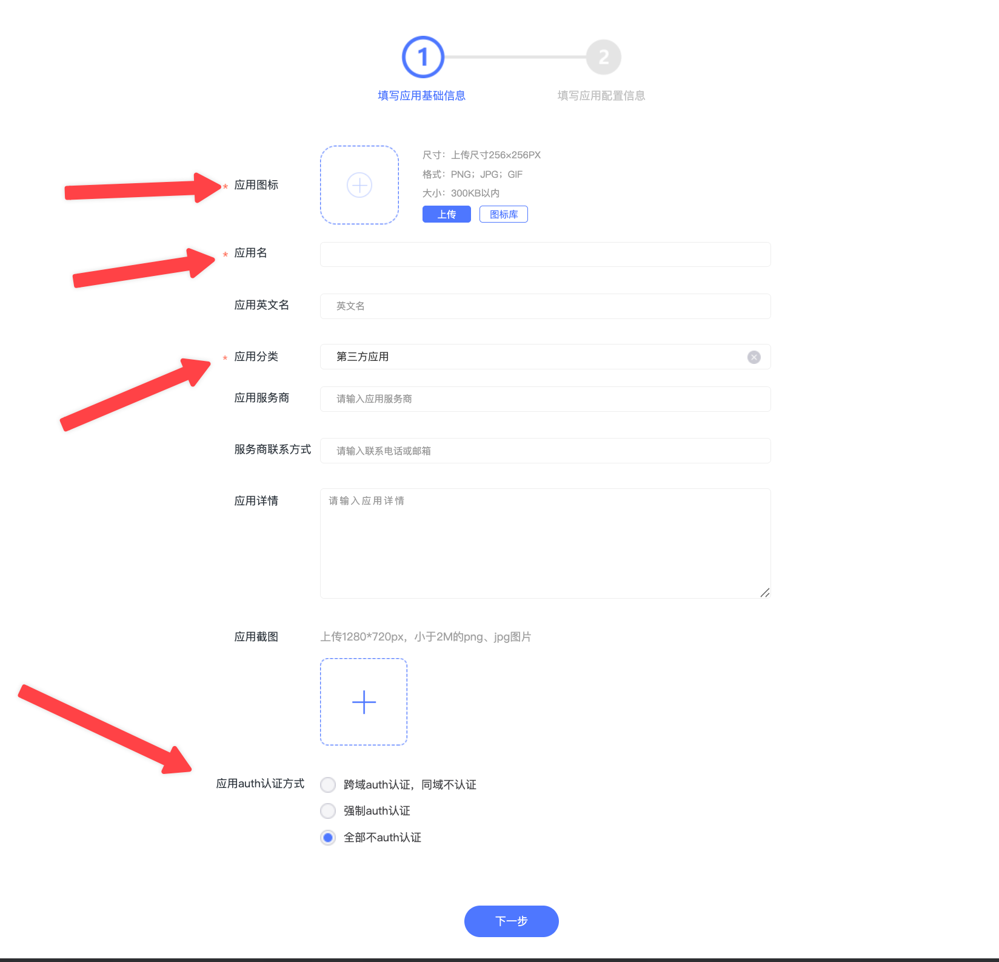 1
2
填写应用基础信息
填写应用配置信息
尺寸：上传尺寸256×256PX
* 应用图标
格式：PNG；JPG；GIF
大小：300KB以内
上传
图标库
* 应用名
应用英文名
英文名
* 应用分类
第三方应用
应用服务商
请输入应用服务商
服务商联系方式
请输入联系电话或邮箱
应用详情
请输入应用详情
应用截图
上传1280*720px，小于2M的png、jpg图片
应用auth认证方式
跨域auth认证，同域不认证
强制auth认证
全部不auth认证
下一步